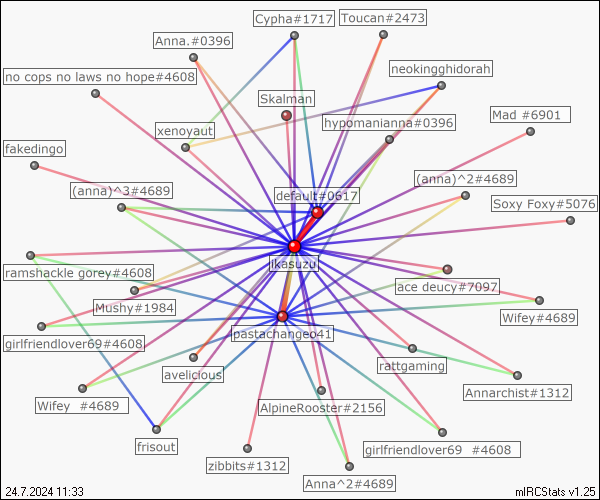 Cypha#1717
Toucan#2473
Anna.#0396
neokingghidorah
no cops no laws no hope#4608
Skalman
Mad #6901
hypomanianna#0396
xenoyaut
fakedingo
(anna)^3#4689
default#0617
(anna)^2#4689
Soxy Foxy#5076
ikasuzu
ramshackle gorey#4608
ace deucy#7097
Mushy#1984
Wifey#4689
pastachangeo41
girlfriendlover69#4608
rattgaming
avelicious
Annarchist#1312
Wifey  #4689
AlpineRooster#2156
frisout
girlfriendlover69  #4608
zibbits#1312
Anna^2#4689
24.7.2024 11:33
mIRCStats v1.25